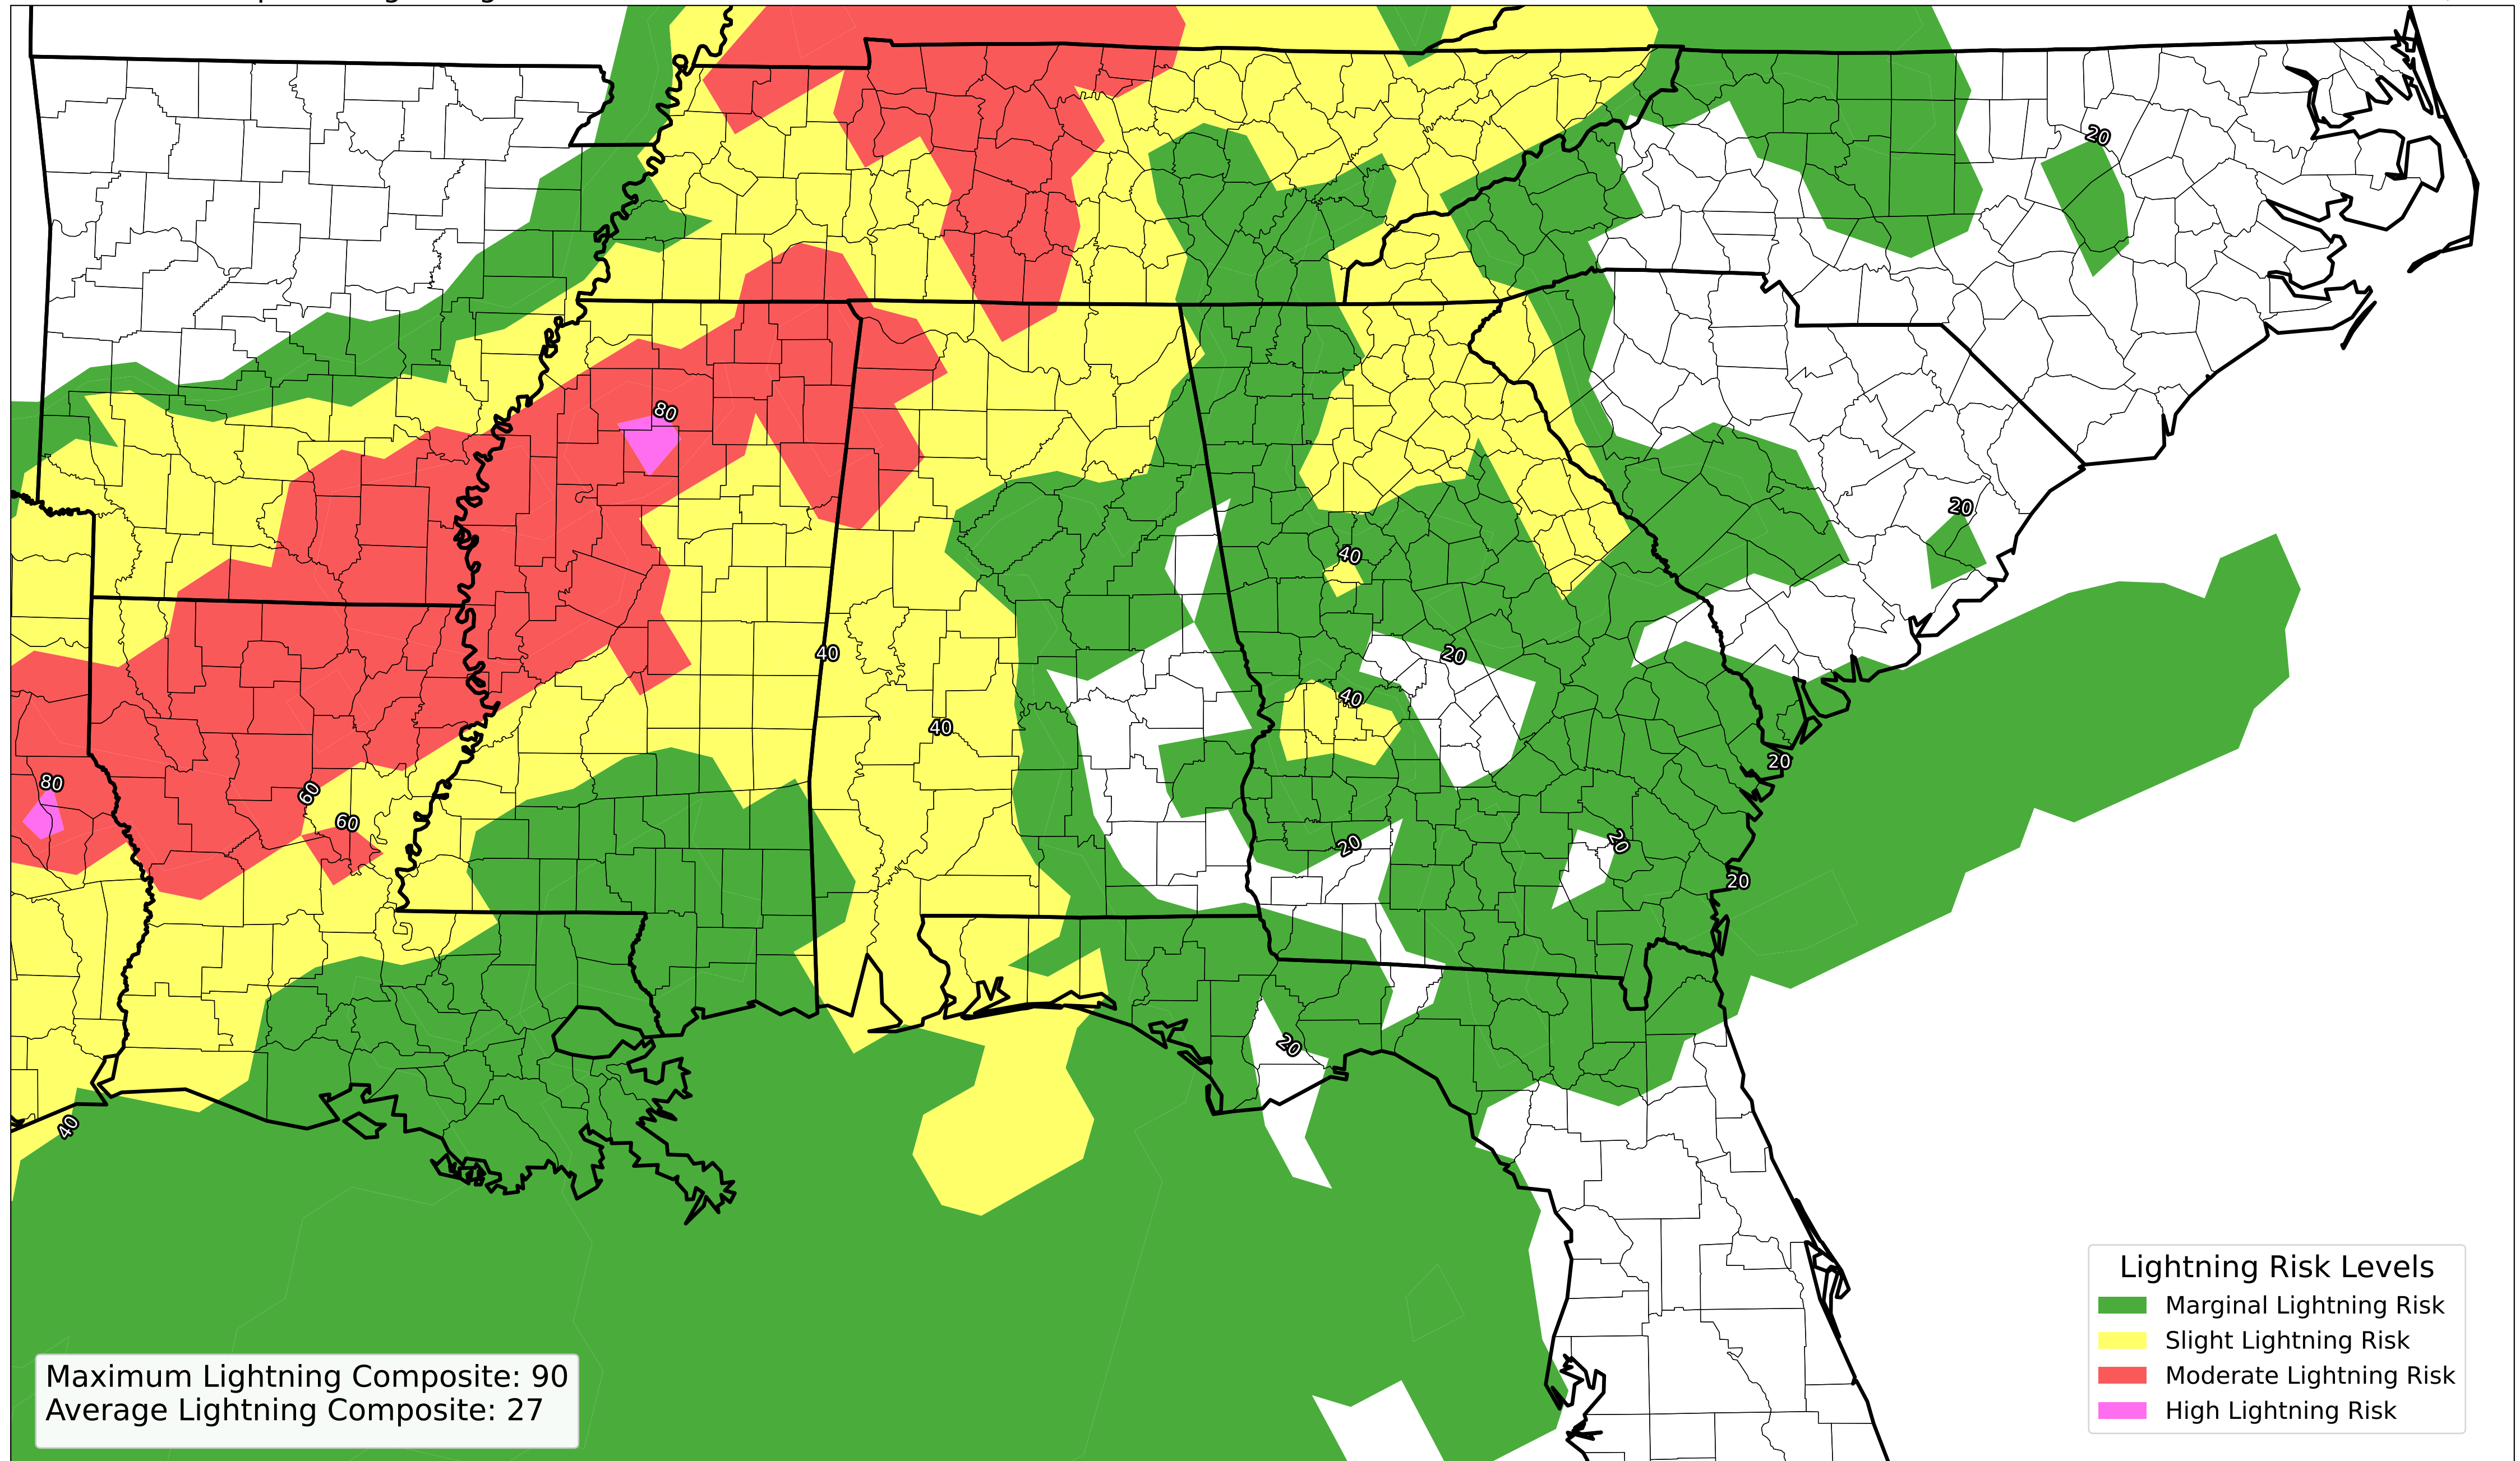 20
80
20
40
40
20
40
40
20
80
60
60
20
20
20
20
40
Lightning Risk Levels
Marginal Lightning Risk
Slight Lightning Risk
Moderate Lightning Risk
High Lightning Risk
Maximum Lightning Composite: 90
Average Lightning Composite: 27